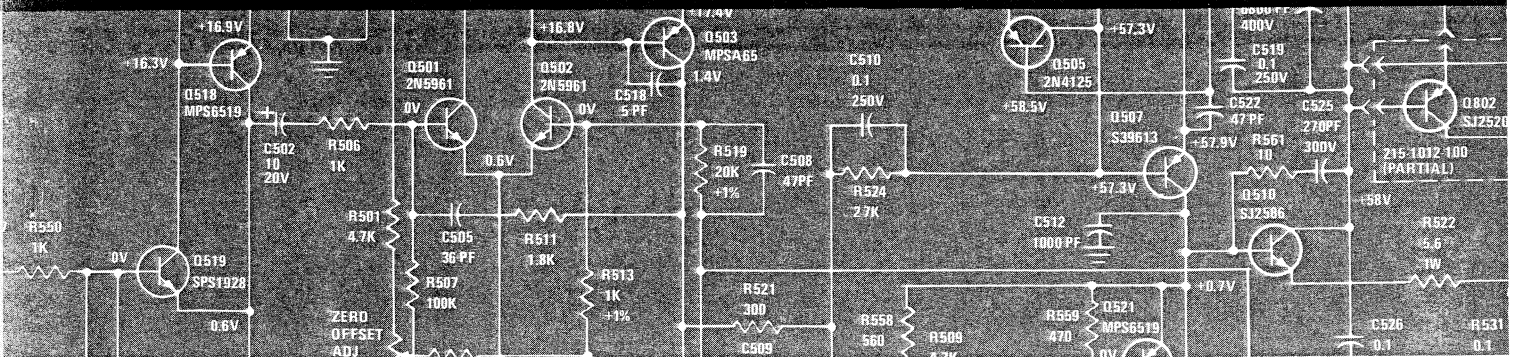 +16.9V
+16.3V
Q518
MPS6519
C502
10
20V
R506
1K
R550
1K
0V
Q519
SPS1928
0.6V
Q501
2N5961
0V
+16.8V
Q502
2N5961
0V
0.6V
R501
4.7K
C505
36 PF
R511
1.8K
R507
100K
ZERO
OFFSET
ADJ
R513
1K
±1%
+17.4V
Q503
MPSA65
1.4V
C518
5 PF
R519
20K
±1%
C508
47PF
R521
300
C509
C510
0.1
250V
R524
27K
R558
560
R509
Q505
2N4125
+57.3V
+58.5V
Q507
S39613
+57.9V
+57.3V
C512
1000 PF
R559
470
Q521
MPS6519
0V
+0.7V
400V
C519
0.1
250V
C522
47 PF
C525
270PF
300V
R561
10
Q510
SJ2586
+58V
Q802
SJ2520
215-1012-100
(PARTIAL)
R522
5.6
1W
C526
0.1
R531
0.1